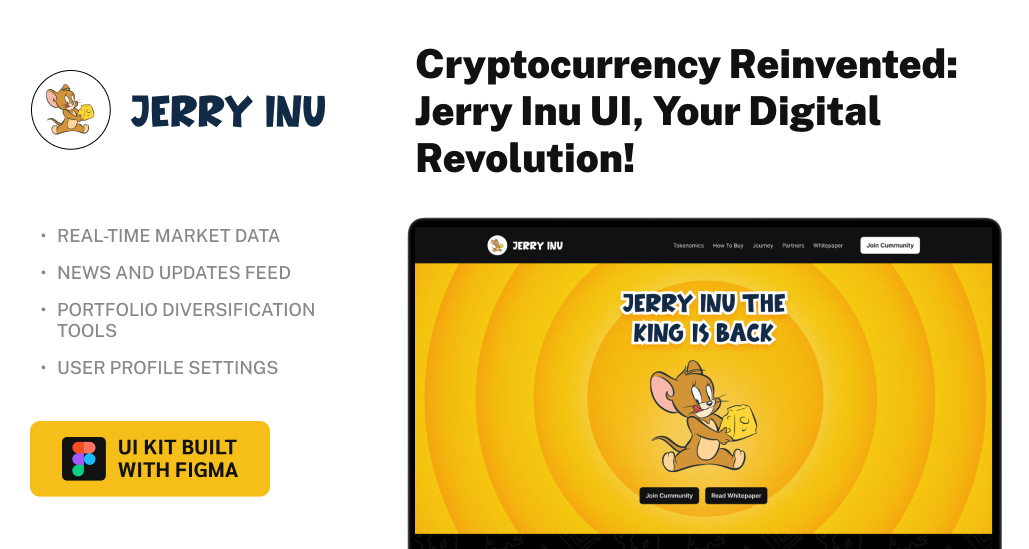 JERRY INU
Cryptocurrency Reinvented:
Jerry Inu UI, Your Digital
Revolution!
• REAL-TIME MARKET DATA
• NEWS AND UPDATES FEED
• PORTFOLIO DIVERSIFICATION
TOOLS
• USER PROFILE SETTINGS
UI KIT BUILT
WITH FIGMA
JERRY INU
Tokenomics How To Buy Journey Partners Whitepaper Join Cummunity
JERRY INU THE
KING IS BACK
Join Cummunity Read Whitepaper